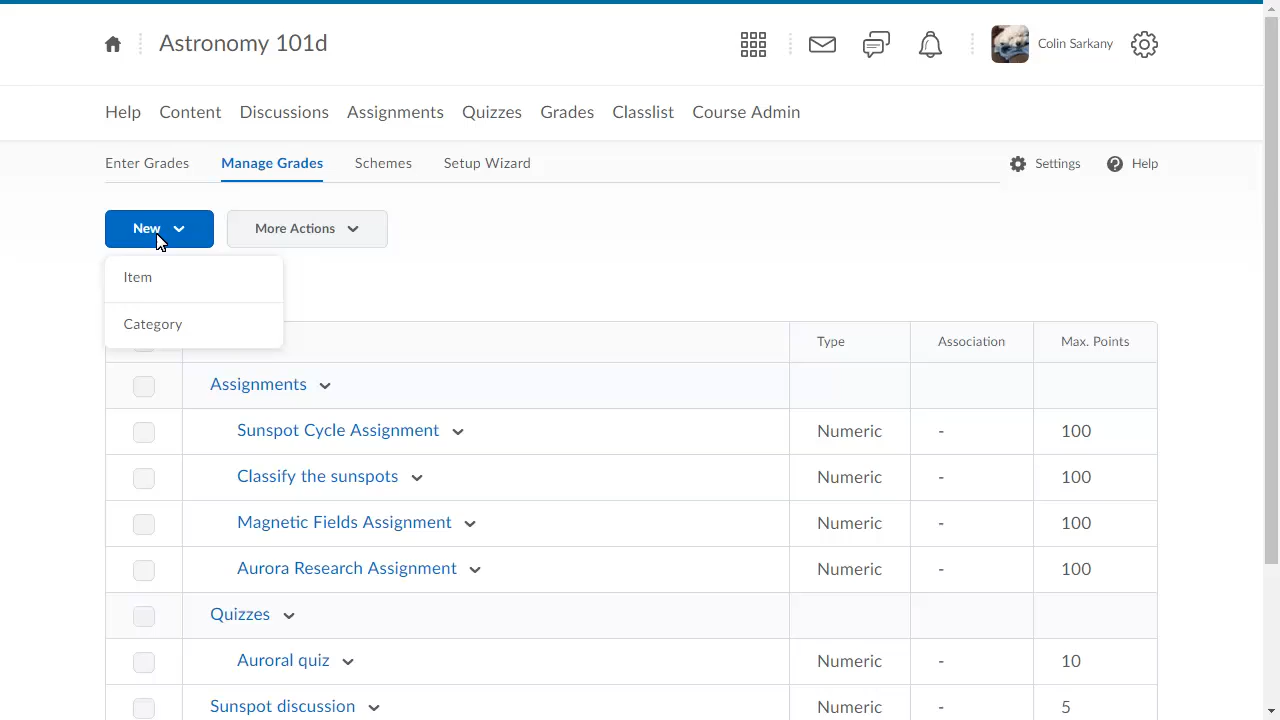 Astronomy 101d
Colin Sarkany
Help Content Discussions Assignments Quizzes Grades Classlist Course Admin
Enter Grades Manage Grades Schemes Setup Wizard Settings Help
New More Actions
Item
Category
Type Association Max. Points
Assignments
Sunspot Cycle Assignment Numeric - 100
Classify the sunspots Numeric - 100
Magnetic Fields Assignment Numeric - 100
Aurora Research Assignment Numeric - 100
Quizzes
Auroral quiz Numeric - 10
Sunspot discussion Numeric - 5